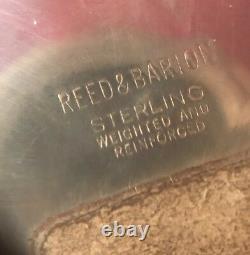 REED & BARTON
STERLING
WEIGHTED AND
REINFORCED